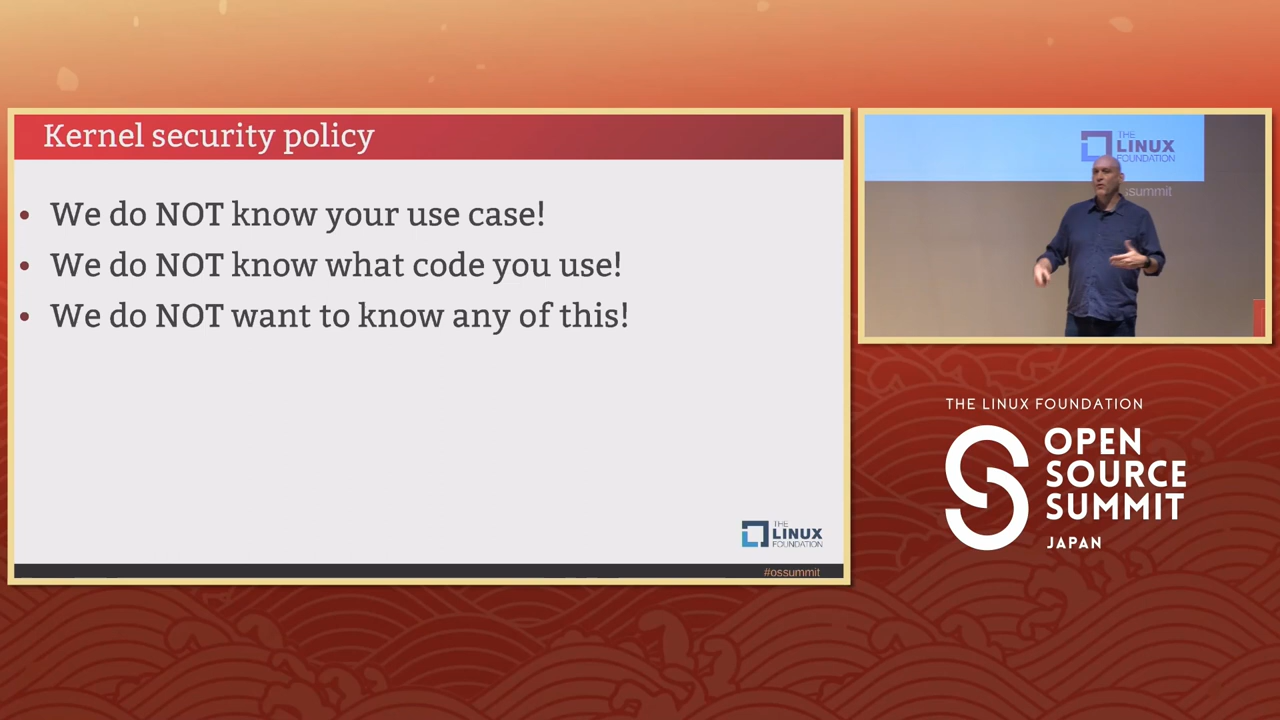 Kernel security policy
• We do NOT know your use case!
• We do NOT know what code you use!
• We do NOT want to know any of this!
THE
LINUX
FOUNDATION
#ossummit
THE
LINUX
FOUNDATION
ssummit
THE LINUX FOUNDATION
OPEN
SOURCE
SUMMIT
JAPAN